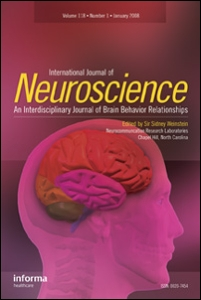 Volume 118 • Number 1 • January 2008
International Journal of
Neuroscience
An Interdisciplinary Journal of Brain Behavior Relationships
Edited by Sir Sidney Weinstein
Neurocommunication Research Laboratories
Chapel Hill, North Carolina
informa
healthcare
ISSN: 0020-7454